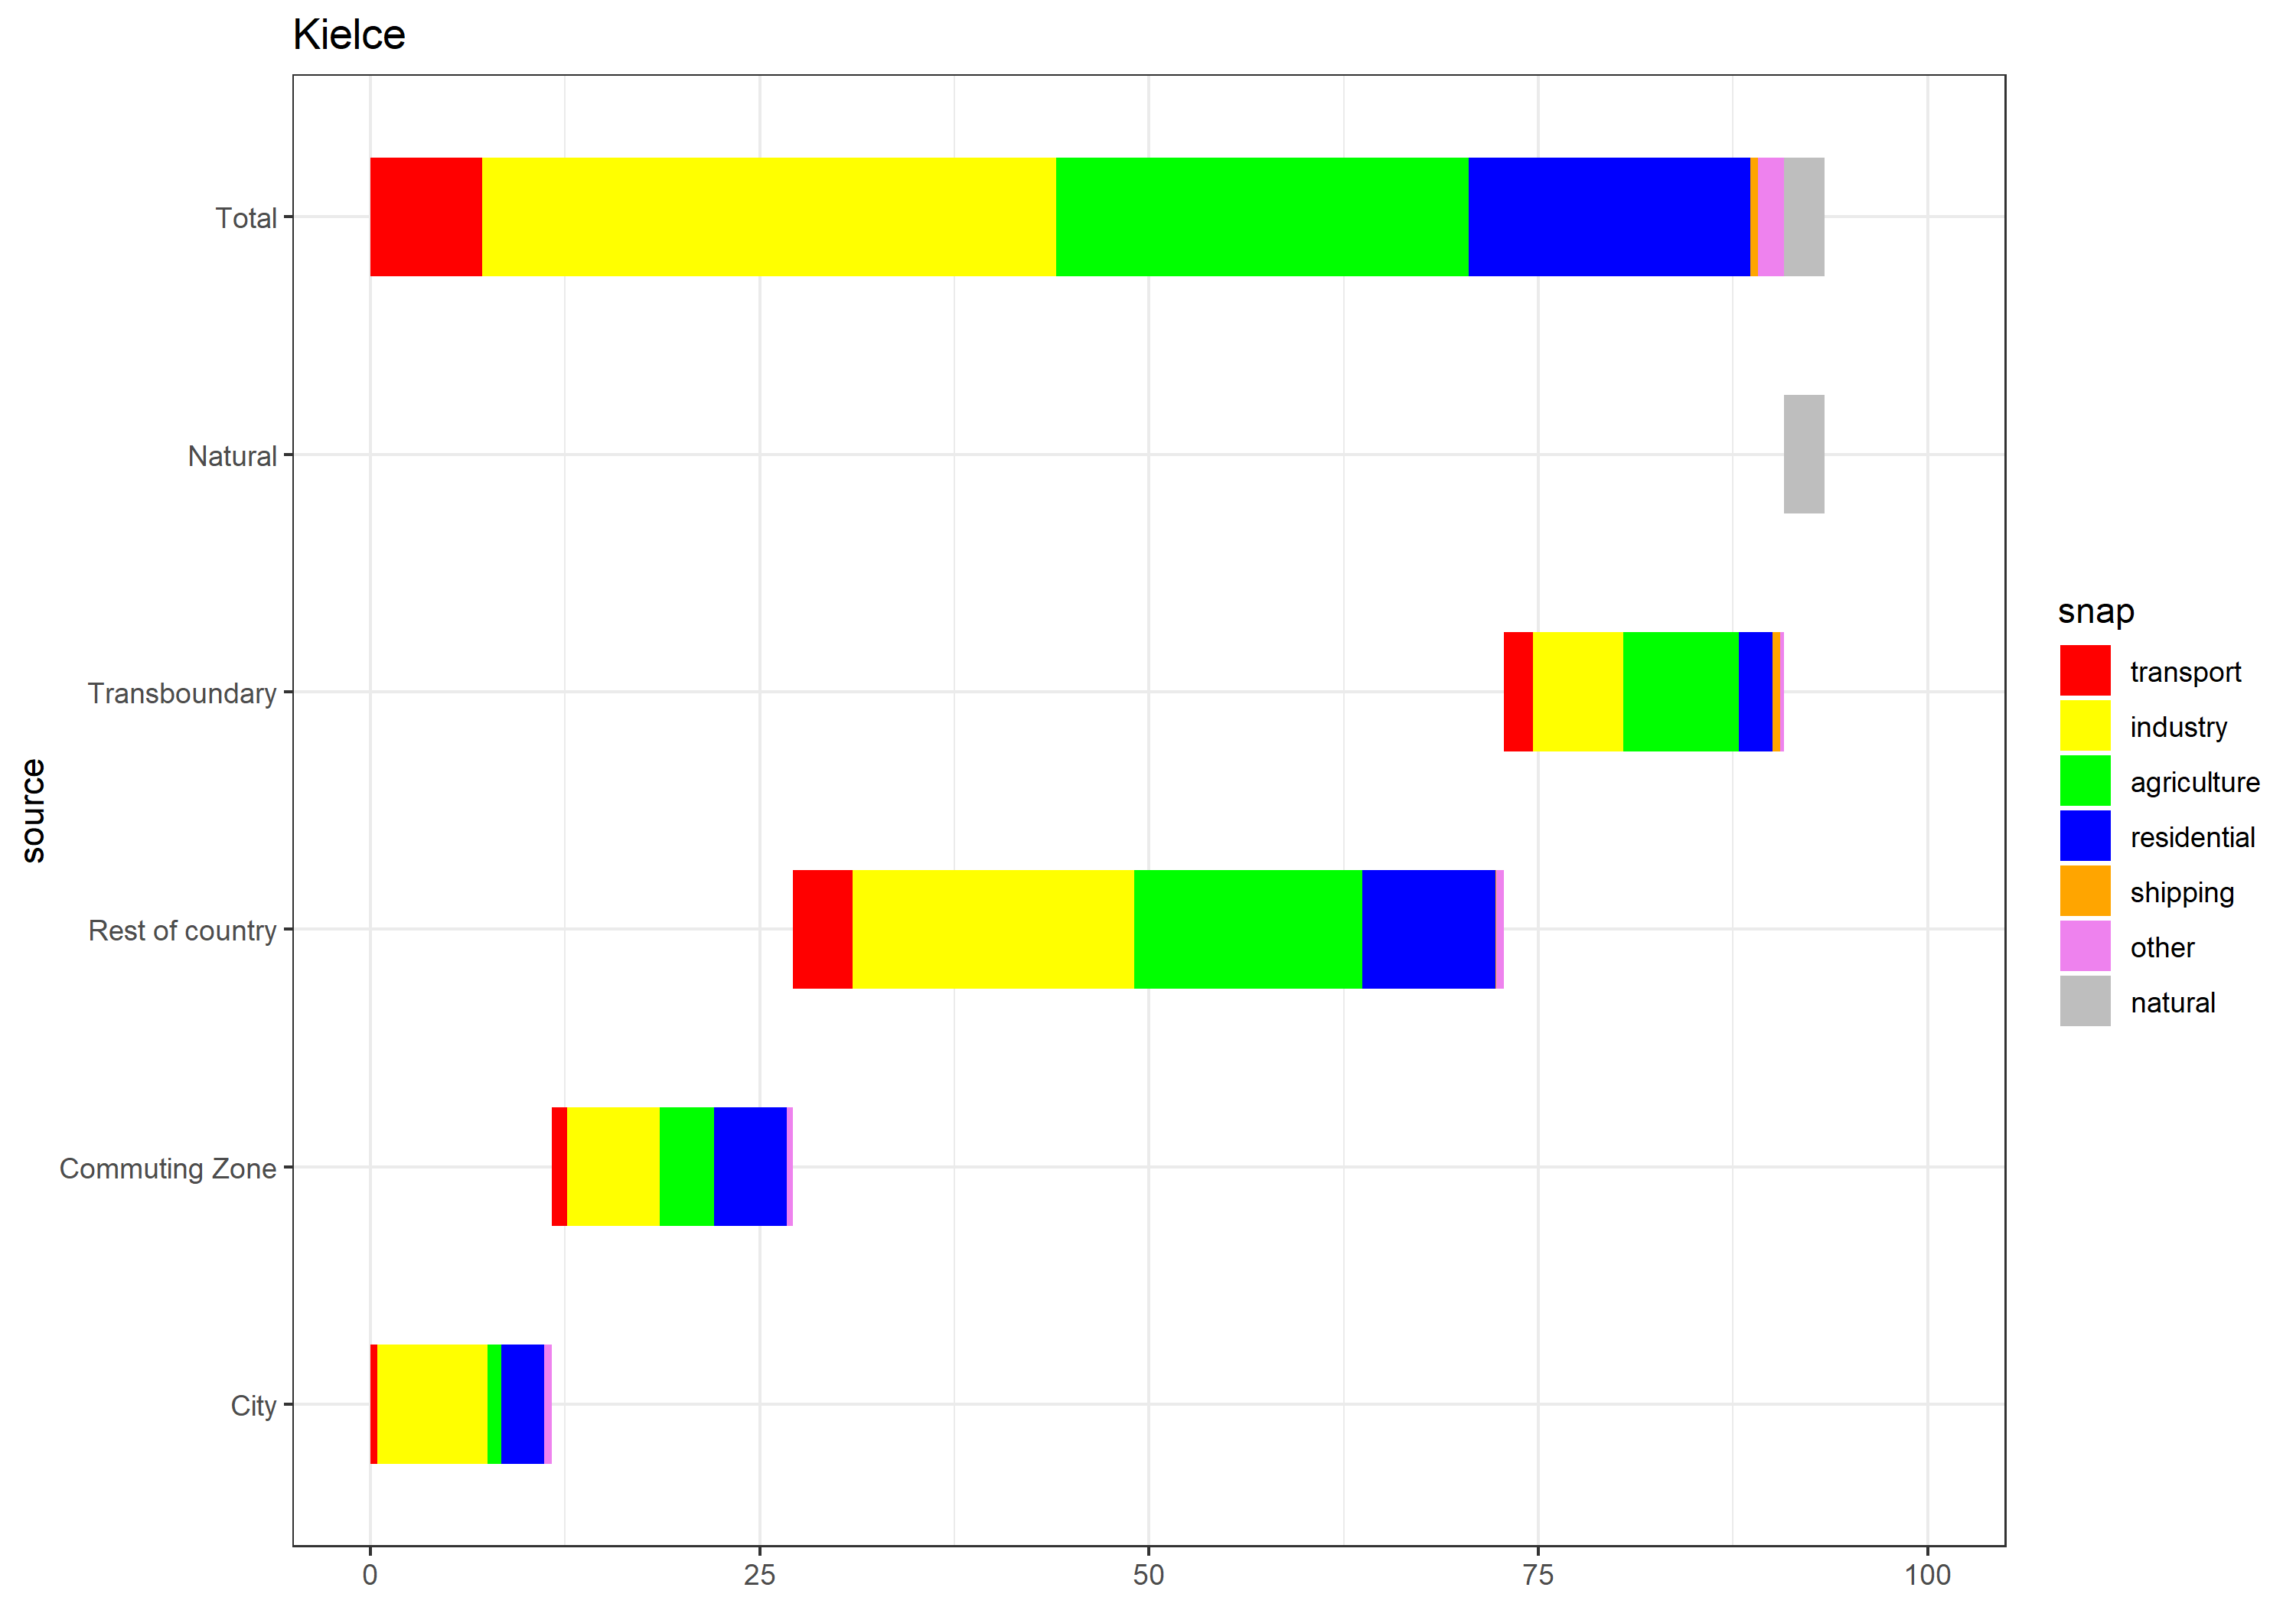 Kielce
Total
Natural
Transboundary
Rest of country
Commuting Zone
City
source
0 25 50 75 100
snap
transport
industry
agriculture
residential
shipping
other
natural